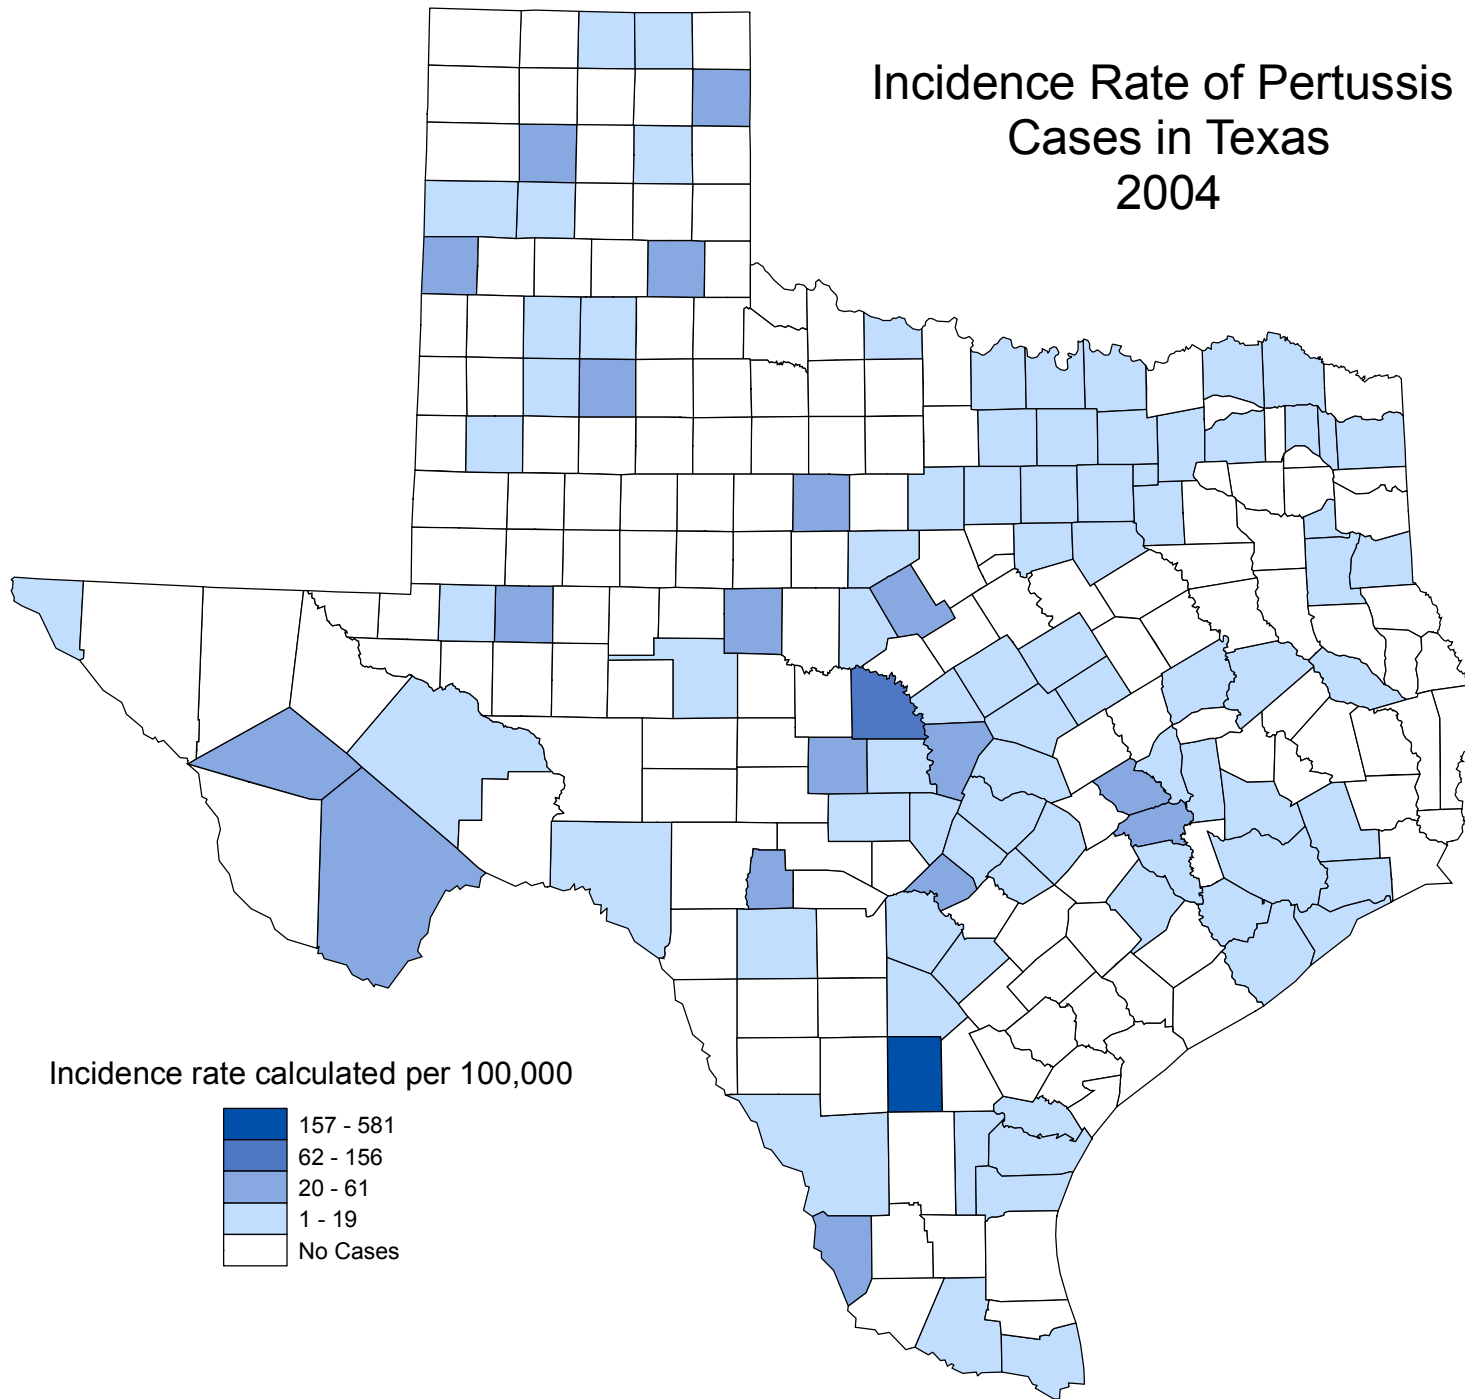 Incidence Rate of Pertussis
Cases in Texas
2004
Incidence rate calculated per 100,000
157 - 581
62 - 156
20 - 61
1 - 19
No Cases